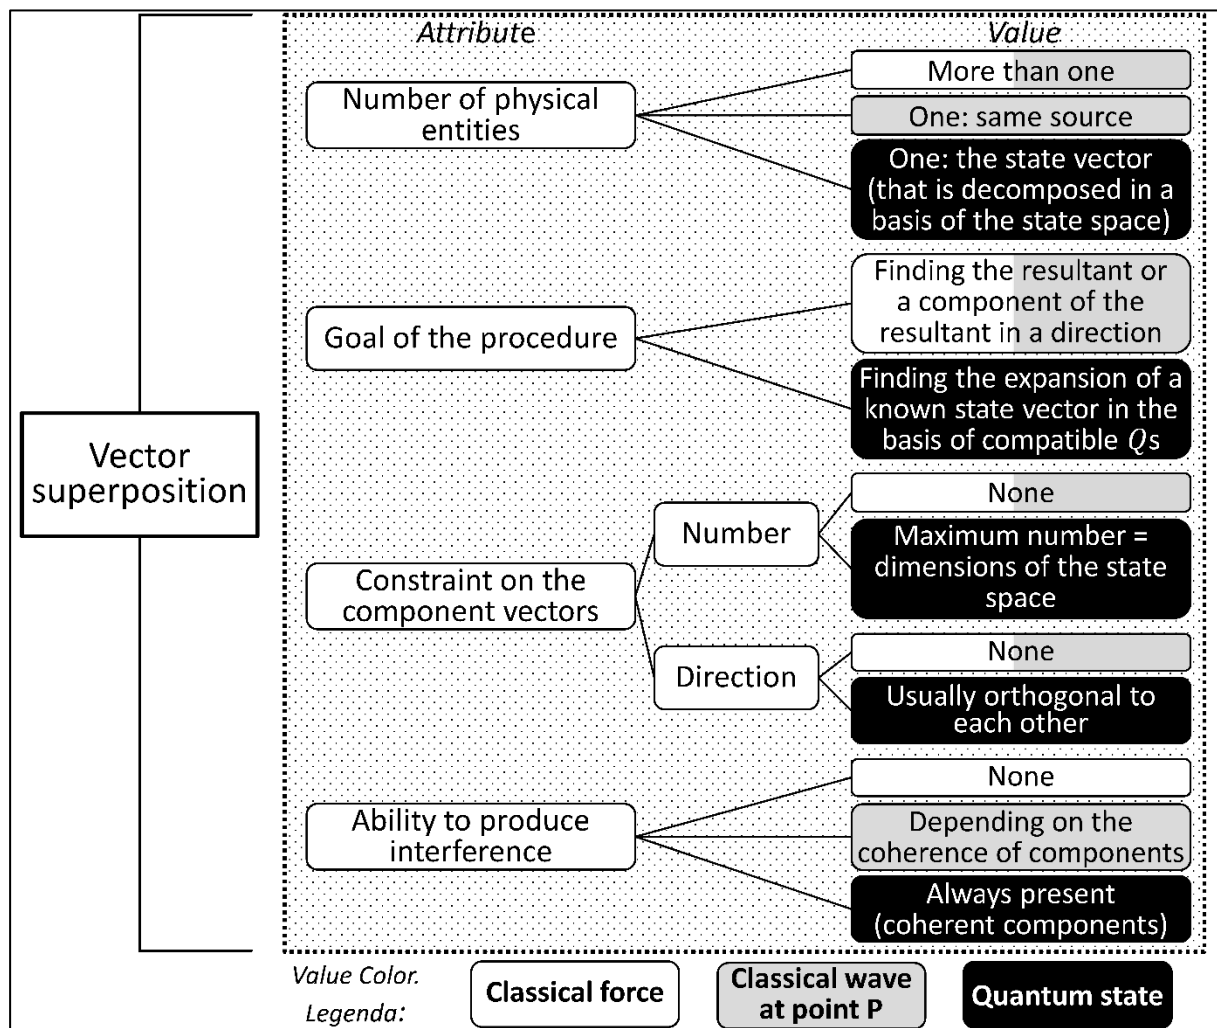 Attribute
Value
Vector
superposition
Number of physical
entities
More than one
One: same source
One: the state vector
(that is decomposed in a
basis of the state space)
Goal of the procedure
Finding the resultant or
a component of the
resultant in a direction
Finding the expansion of a
known state vector in the
basis of compatible Qs
Constraint on the
component vectors
Number
None
Maximum number =
dimensions of the state
space
Direction
None
Usually orthogonal to
each other
Ability to produce
interference
None
Depending on the
coherence of components
Always present
(coherent components)
Value Color.
Legenda:
Classical force
Classical wave
at point P
Quantum state